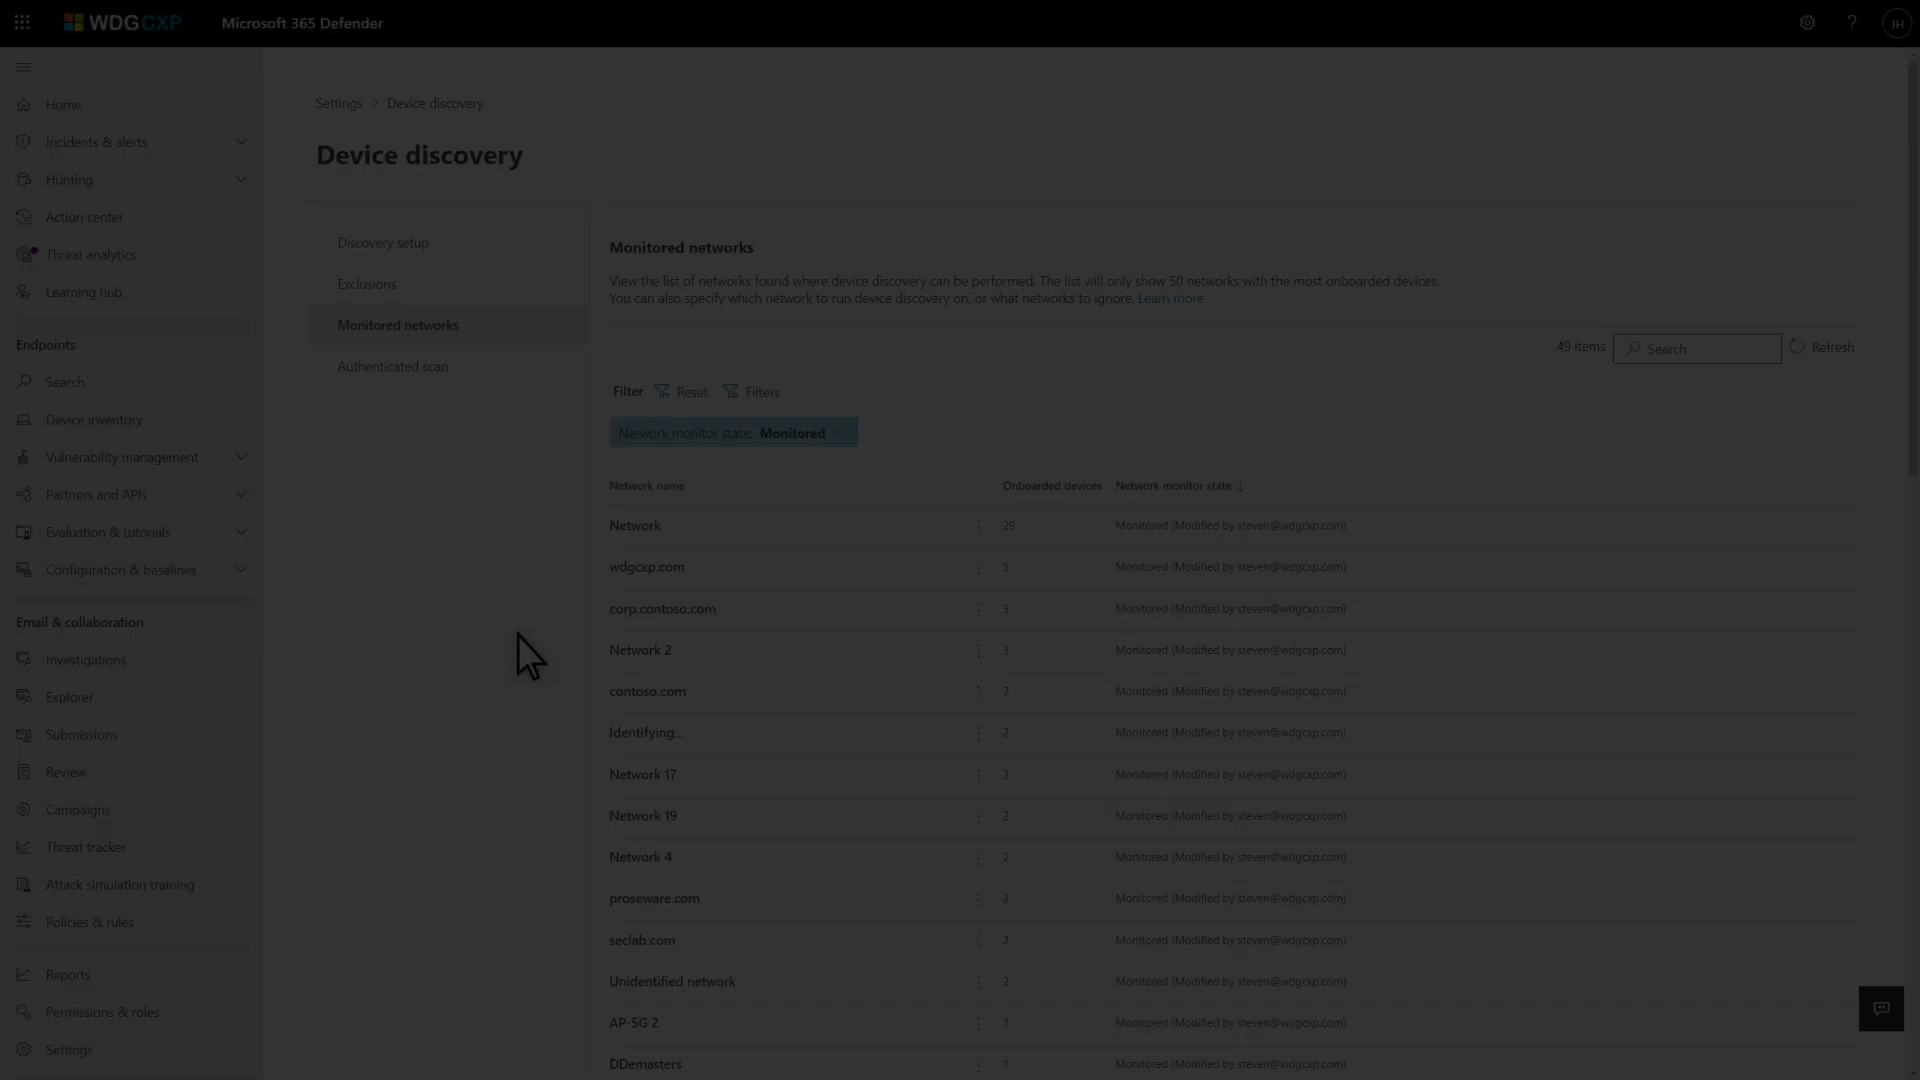 WDGCXP
Microsoft 365 Defender
JH
Home
Incidents & alerts
Hunting
Action center
Threat analytics
Learning hub
Endpoints
Search
Device inventory
Vulnerability management
Partners and APIs
Evaluation & tutorials
Configuration & baselines
Email & collaboration
Investigations
Explorer
Submissions
Review
Campaigns
Threat tracker
Attack simulation training
Policies & rules
Reports
Permissions & roles
Settings
Settings > Device discovery
Device discovery
Discovery setup
Exclusions
Monitored networks
Authenticated scan
Monitored networks
View the list of networks found where device discovery can be performed. The list will only show 50 networks with the most onboarded devices.
You can also specify which network to run device discovery on, or what networks to ignore. Learn more
49 items Search Refresh
Filter Reset Filters
Network monitor state: Monitored
Network name Onboarded devices Network monitor state ↓
Network 29 Monitored (Modified by steven@wdgcxp.com)
wdgcxp.com 5 Monitored (Modified by steven@wdgcxp.com)
corp.contoso.com 3 Monitored (Modified by steven@wdgcxp.com)
Network 2 3 Monitored (Modified by steven@wdgcxp.com)
contoso.com 2 Monitored (Modified by steven@wdgcxp.com)
Identifying... 2 Monitored (Modified by steven@wdgcxp.com)
Network 17 2 Monitored (Modified by steven@wdgcxp.com)
Network 19 2 Monitored (Modified by steven@wdgcxp.com)
Network 4 2 Monitored (Modified by steven@wdgcxp.com)
proseware.com 2 Monitored (Modified by steven@wdgcxp.com)
seclab.com 2 Monitored (Modified by steven@wdgcxp.com)
Unidentified network 2 Monitored (Modified by steven@wdgcxp.com)
AP-5G 2 1 Monitored (Modified by steven@wdgcxp.com)
DDemasters 1 Monitored (Modified by steven@wdgcxp.com)